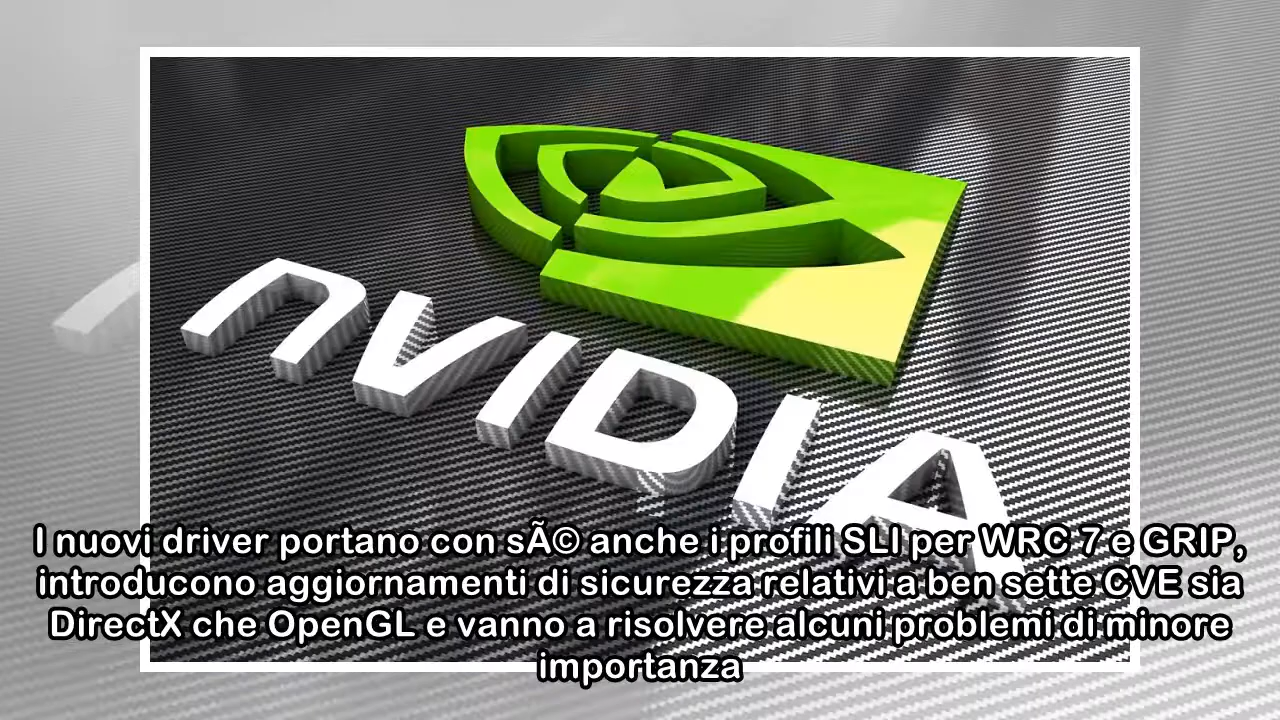 nVIDIA
I nuovi driver portano con sÃ© anche i profili SLI per WRC 7 e GRIP,
introducono aggiornamenti di sicurezza relativi a ben sette CVE sia
DirectX che OpenGL e vanno a risolvere alcuni problemi di minore
importanza